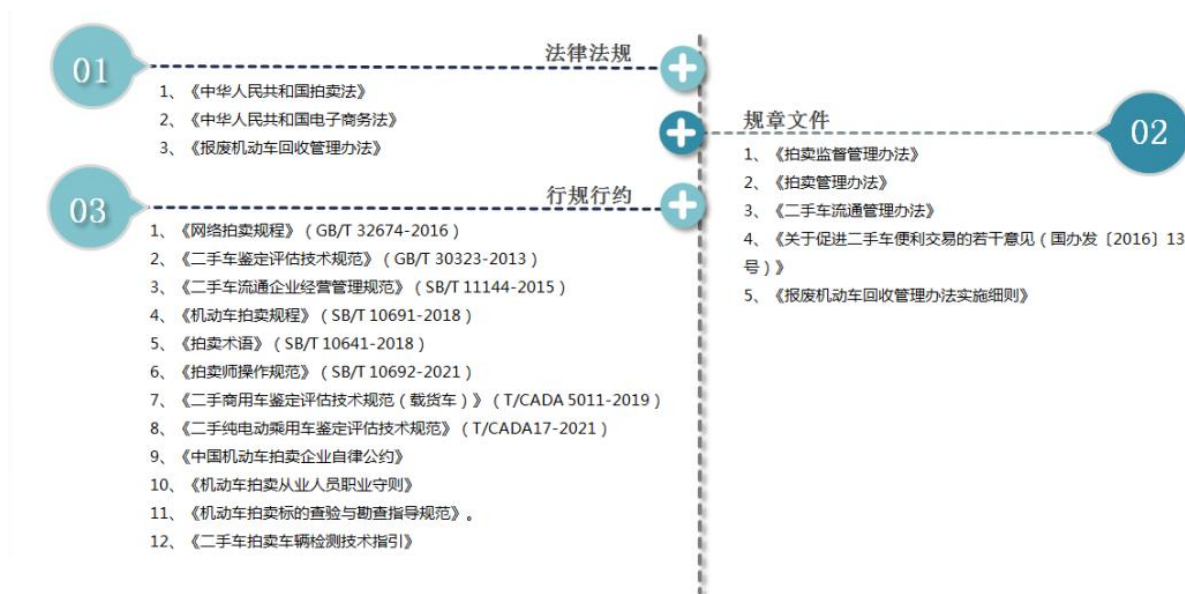 01
法律法规
1、《中华人民共和国拍卖法》
2、《中华人民共和国电子商务法》
3、《报废机动车回收管理办法》
02
规章文件
1、《拍卖监督管理办法》
2、《拍卖管理办法》
3、《二手车流通管理办法》
4、《关于促进二手车便利交易的若干意见（国办发〔2016〕13
号）》
5、《报废机动车回收管理办法实施细则》
03
行规行约
1、《网络拍卖规程》（GB/T 32674-2016）
2、《二手车鉴定评估技术规范》（GB/T 30323-2013）
3、《二手车流通企业经营管理规范》（SB/T 11144-2015）
4、《机动车拍卖规程》（SB/T 10691-2018）
5、《拍卖术语》（SB/T 10641-2018）
6、《拍卖师操作规范》（SB/T 10692-2021）
7、《二手商用车鉴定评估技术规范（载货车）》（T/CADA 5011-2019）
8、《二手纯电动乘用车鉴定评估技术规范》（T/CADA17-2021）
9、《中国机动车拍卖企业自律公约》
10、《机动车拍卖从业人员职业守则》
11、《机动车拍卖标的查验与勘查指导规范》。
12、《二手车拍卖车辆检测技术指引》